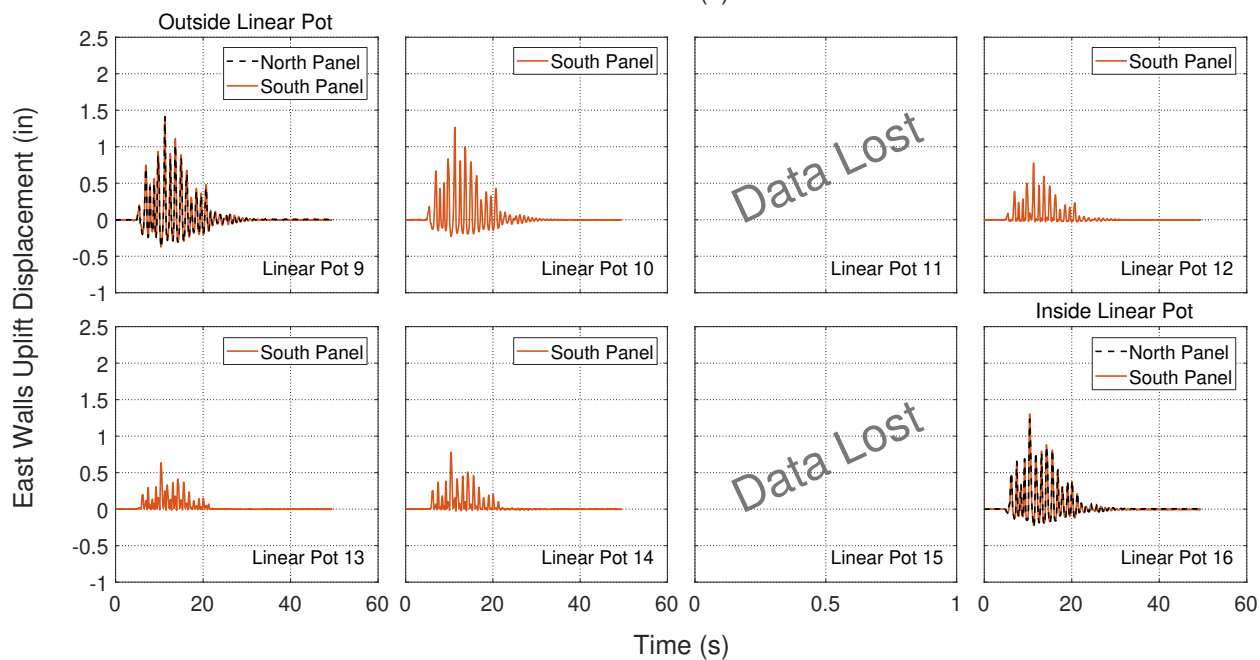 Outside Linear Pot
2.5
2
1.5
1
0.5
0
-0.5
-1
North Panel
South Panel
Linear Pot 9
South Panel
Linear Pot 10
Data Lost
Linear Pot 11
South Panel
Linear Pot 12
East Walls Uplift Displacement (in)
2.5
2
1.5
1
0.5
0
-0.5
-1
South Panel
Linear Pot 13
0 20 40 60
South Panel
Linear Pot 14
0 20 40 60
Data Lost
Linear Pot 15
0 0.5 1
Inside Linear Pot
North Panel
South Panel
Linear Pot 16
0 20 40 60
Time (s)